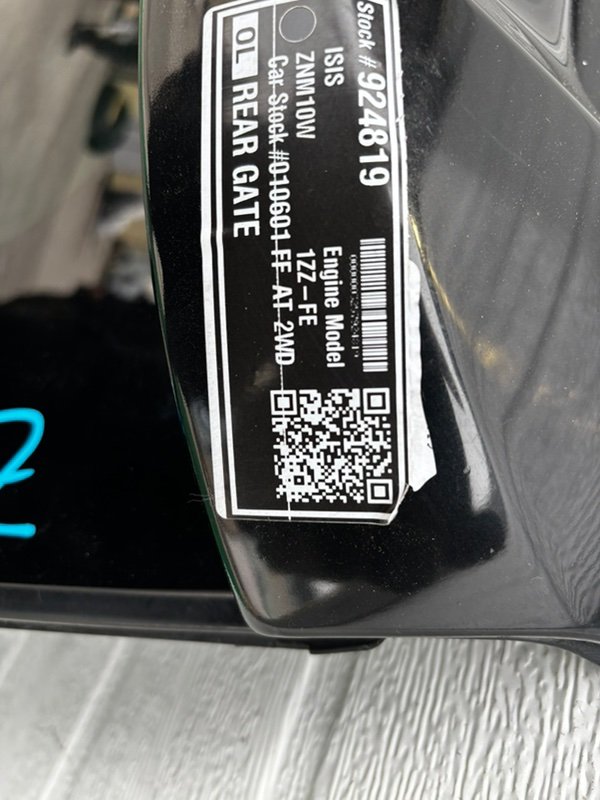 Stock # 924819
ISIS
ZNM10W
Car Stock #010601 FF AT 2WD
OL REAR GATE
Engine Model
1ZZ-FE